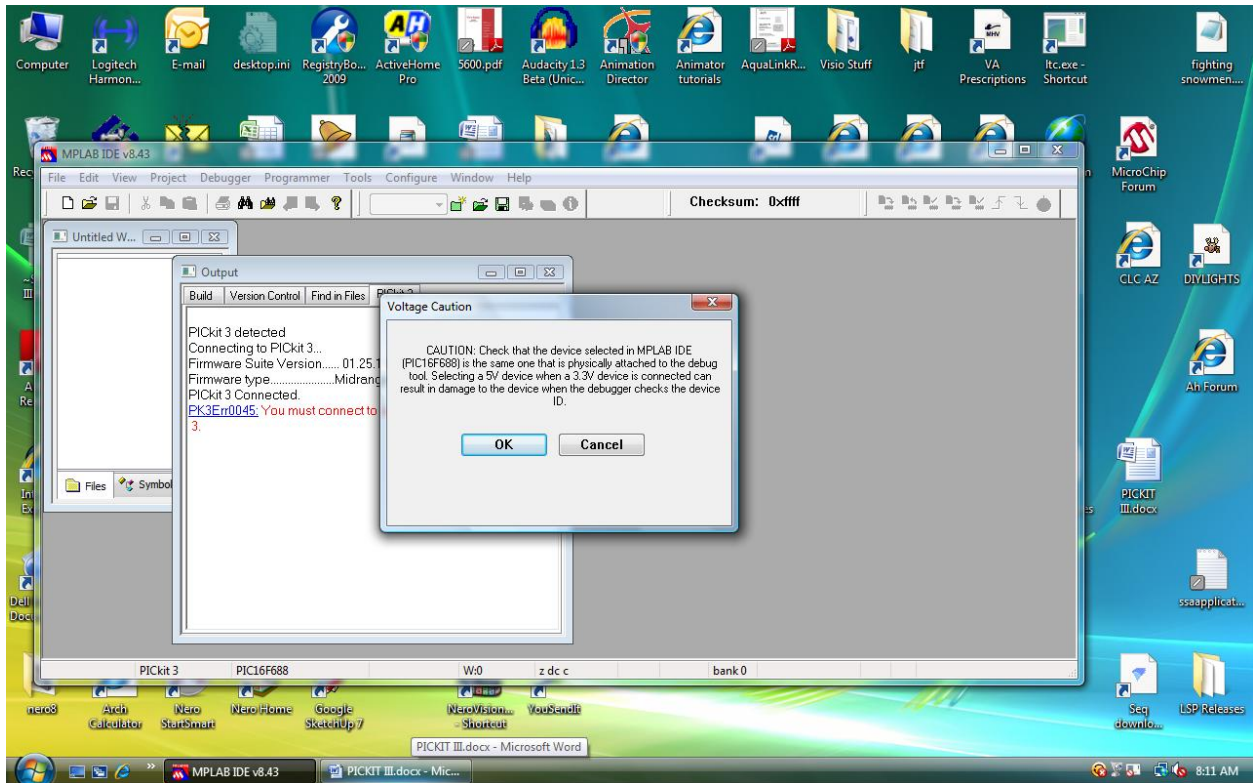 Computer
Logitech Harmon...
E-mail
desktop.ini
RegistryBo... 2009
ActiveHome Pro
5600.pdf
Audacity 1.3 Beta (Unic...
Animation Director
Animator tutorials
AquaLinkR...
Visio Stuff
jtf
VA Prescriptions
ltc.exe - Shortcut
fighting snowmen....
MPLAB IDE v8.43
File Edit View Project Debugger Programmer Tools Configure Window Help
Checksum: 0xffff
MicroChip Forum
Untitled W...
Output
Build Version Control Find in Files
PICkit 3 detected
Connecting to PICkit 3...
Firmware Suite Version...... 01.25.1
Firmware type....................Midrang
PICkit 3 Connected.
PK3Err0045: You must connect to
3.
Files Symbol
Voltage Caution
CAUTION: Check that the device selected in MPLAB IDE
(PIC16F688) is the same one that is physically attached to the debug
tool. Selecting a 5V device when a 3.3V device is connected can
result in damage to the device when the debugger checks the device
ID.
OK Cancel
CLC AZ
DIYLIGHTS
Ah Forum
PICKIT III.docx
ssaapplicat...
PICkit 3 PIC16F688 W:0 z dc c bank 0
nero8
Arch Calculator
Nero StartSmart
Nero Home
Google SketchUp 7
NeroVision... - Shortcut
YouSendIt
Seq downlo...
LSP Releases
PICKIT III.docx - Microsoft Word
MPLAB IDE v8.43
PICKIT III.docx - Mic...
8:11 AM